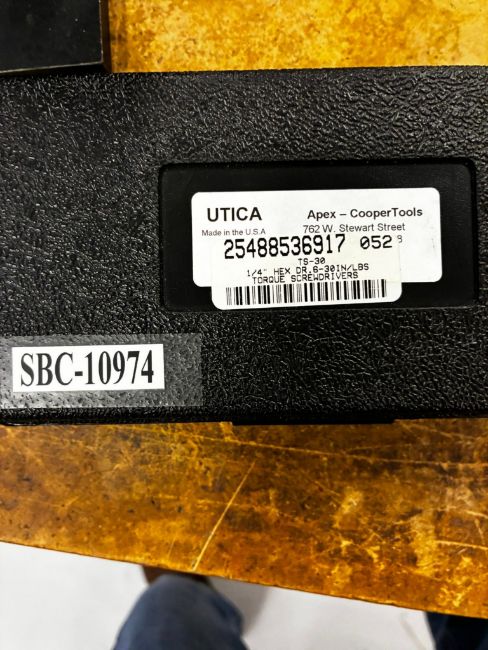 UTICA Apex – CooperTools
Made in the U.S.A 762 W. Stewart Street
25488536917 052 8
TS-30
1/4" HEX DR.6-30IN/LBS
TORQUE SCREWDRIVERS
SBC-10974